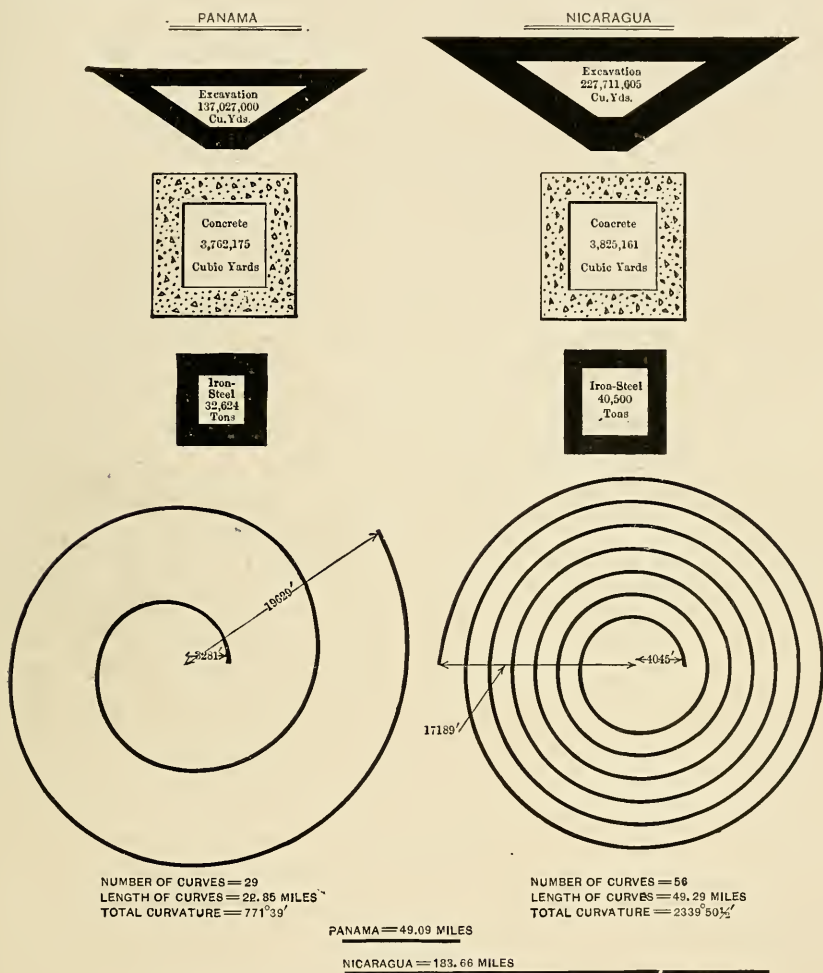 PANAMA
Excavation
137,027,000
Cu.Yds.
Concrete
3,762,175
Cubic Yards
Iron-
Steel
32,624
Tons
19629'
3281'
NUMBER OF CURVES = 29
LENGTH OF CURVES = 22.85 MILES
TOTAL CURVATURE = 771°39'
NICARAGUA
Excavation
227,711,605
Cu.Yds.
Concrete
3,825,161
Cubic Yards
Iron-Steel
40,500
Tons
4045'
17189'
NUMBER OF CURVES = 56
LENGTH OF CURVES = 49.29 MILES
TOTAL CURVATURE = 2339°50½'
PANAMA = 49.09 MILES
NICARAGUA = 183.66 MILES